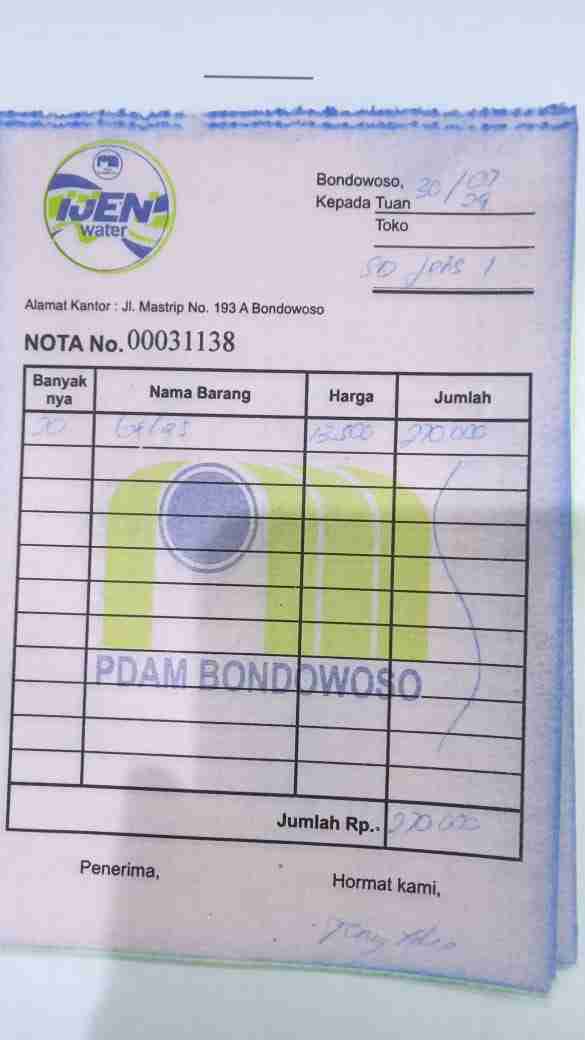 IJEN
water
Bondowoso, 30/07
Kepada Tuan 24
Toko
SD Jetis 1
Alamat Kantor : Jl. Mastrip No. 193 A Bondowoso
NOTA No. 00031138
Banyak nya Nama Barang Harga Jumlah
20 Gelas 13.500 270.000
PDAM BONDOWOSO
Jumlah Rp.. 270.000
Penerima, Hormat kami,